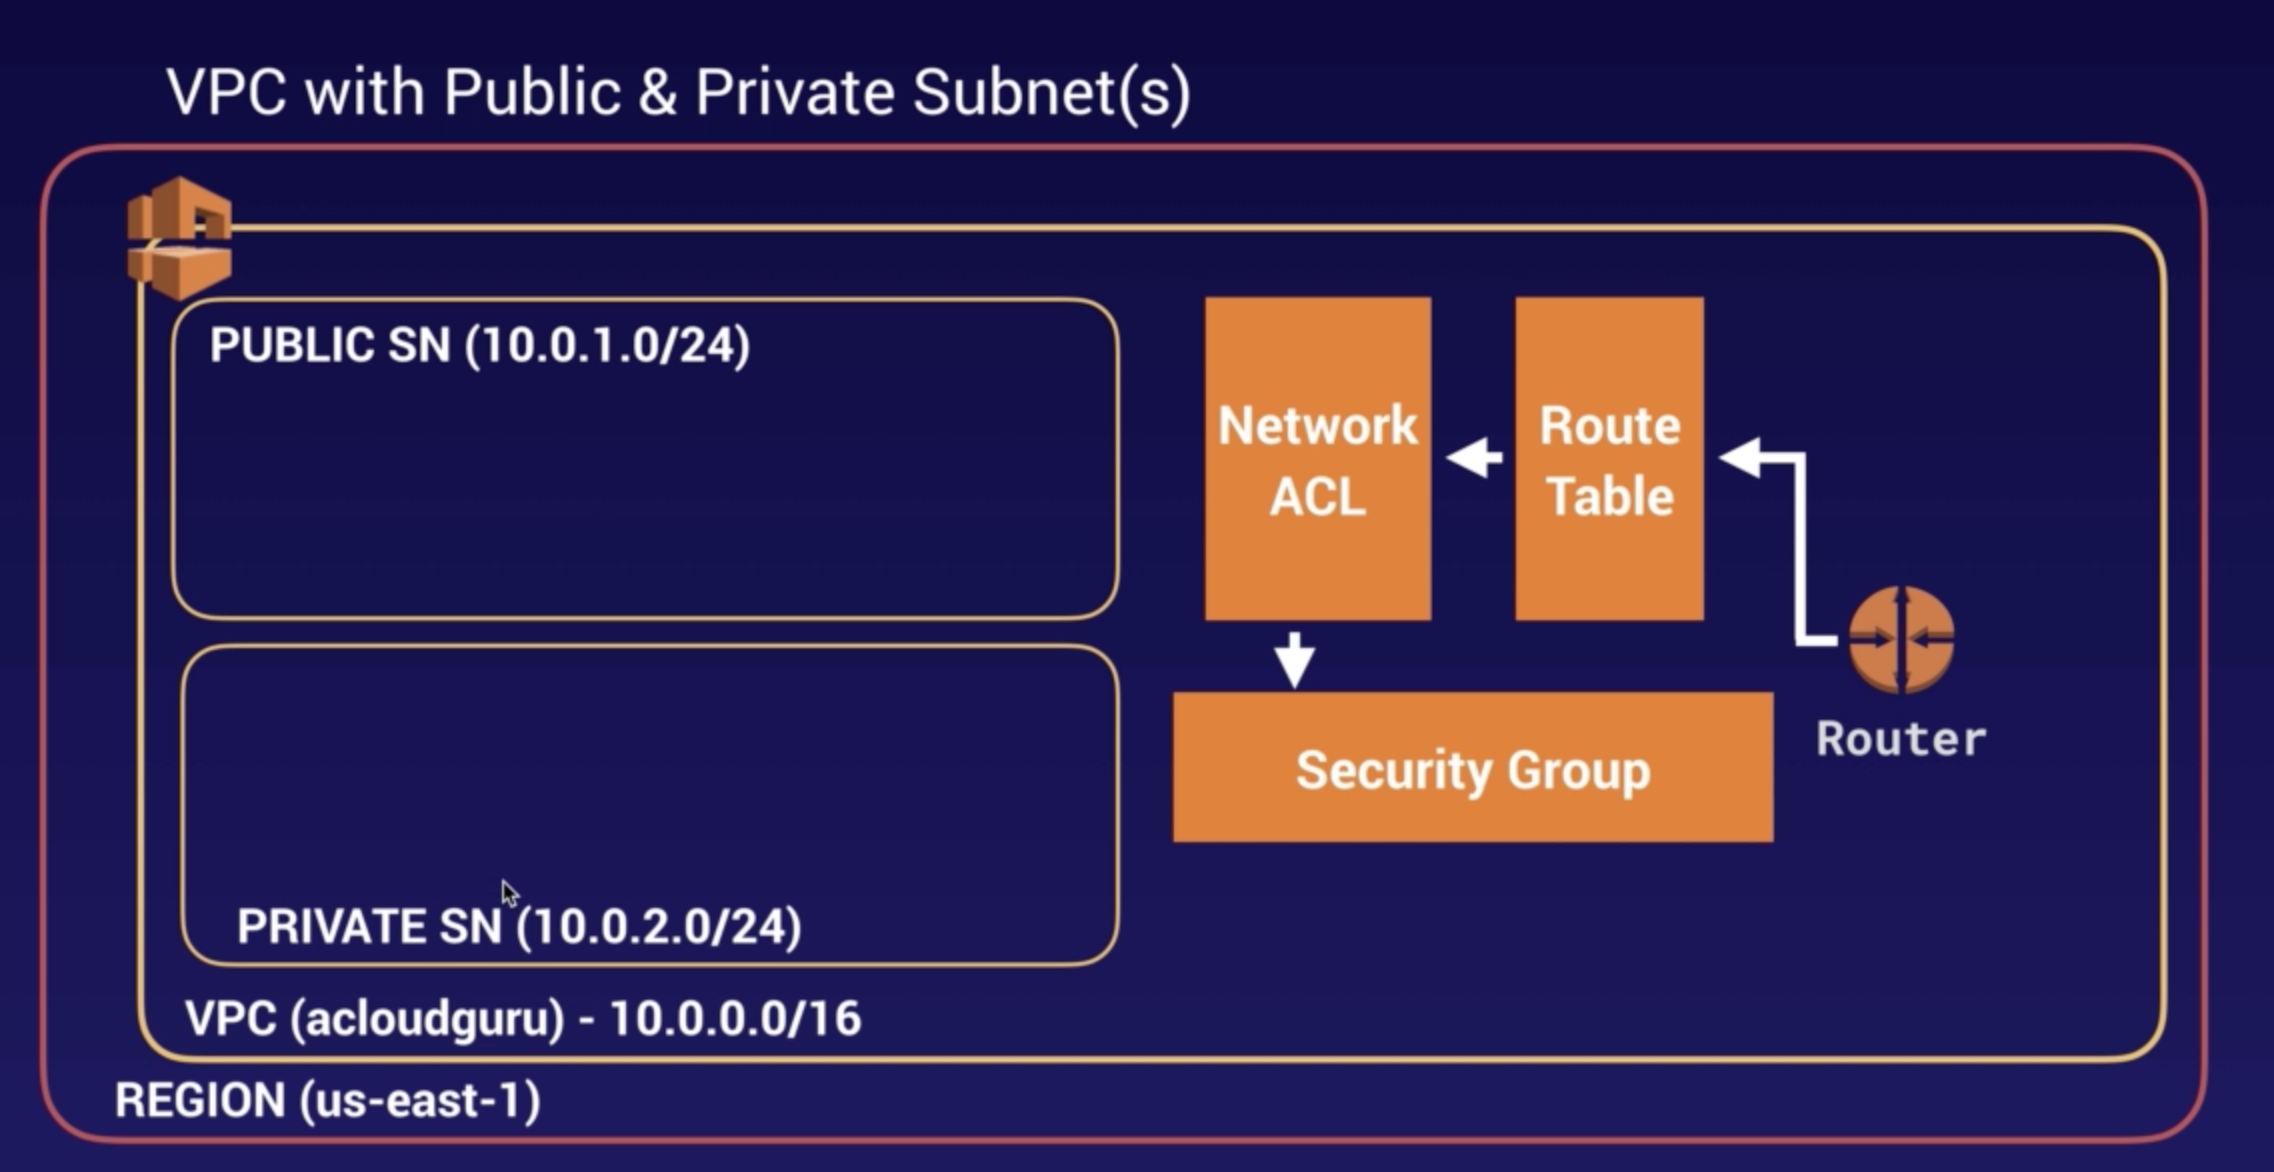 VPC with Public & Private Subnet(s)
PUBLIC SN (10.0.1.0/24)
Network
ACL
Route
Table
Security Group
Router
PRIVATE SN (10.0.2.0/24)
VPC (acloudguru) - 10.0.0.0/16
REGION (us-east-1)